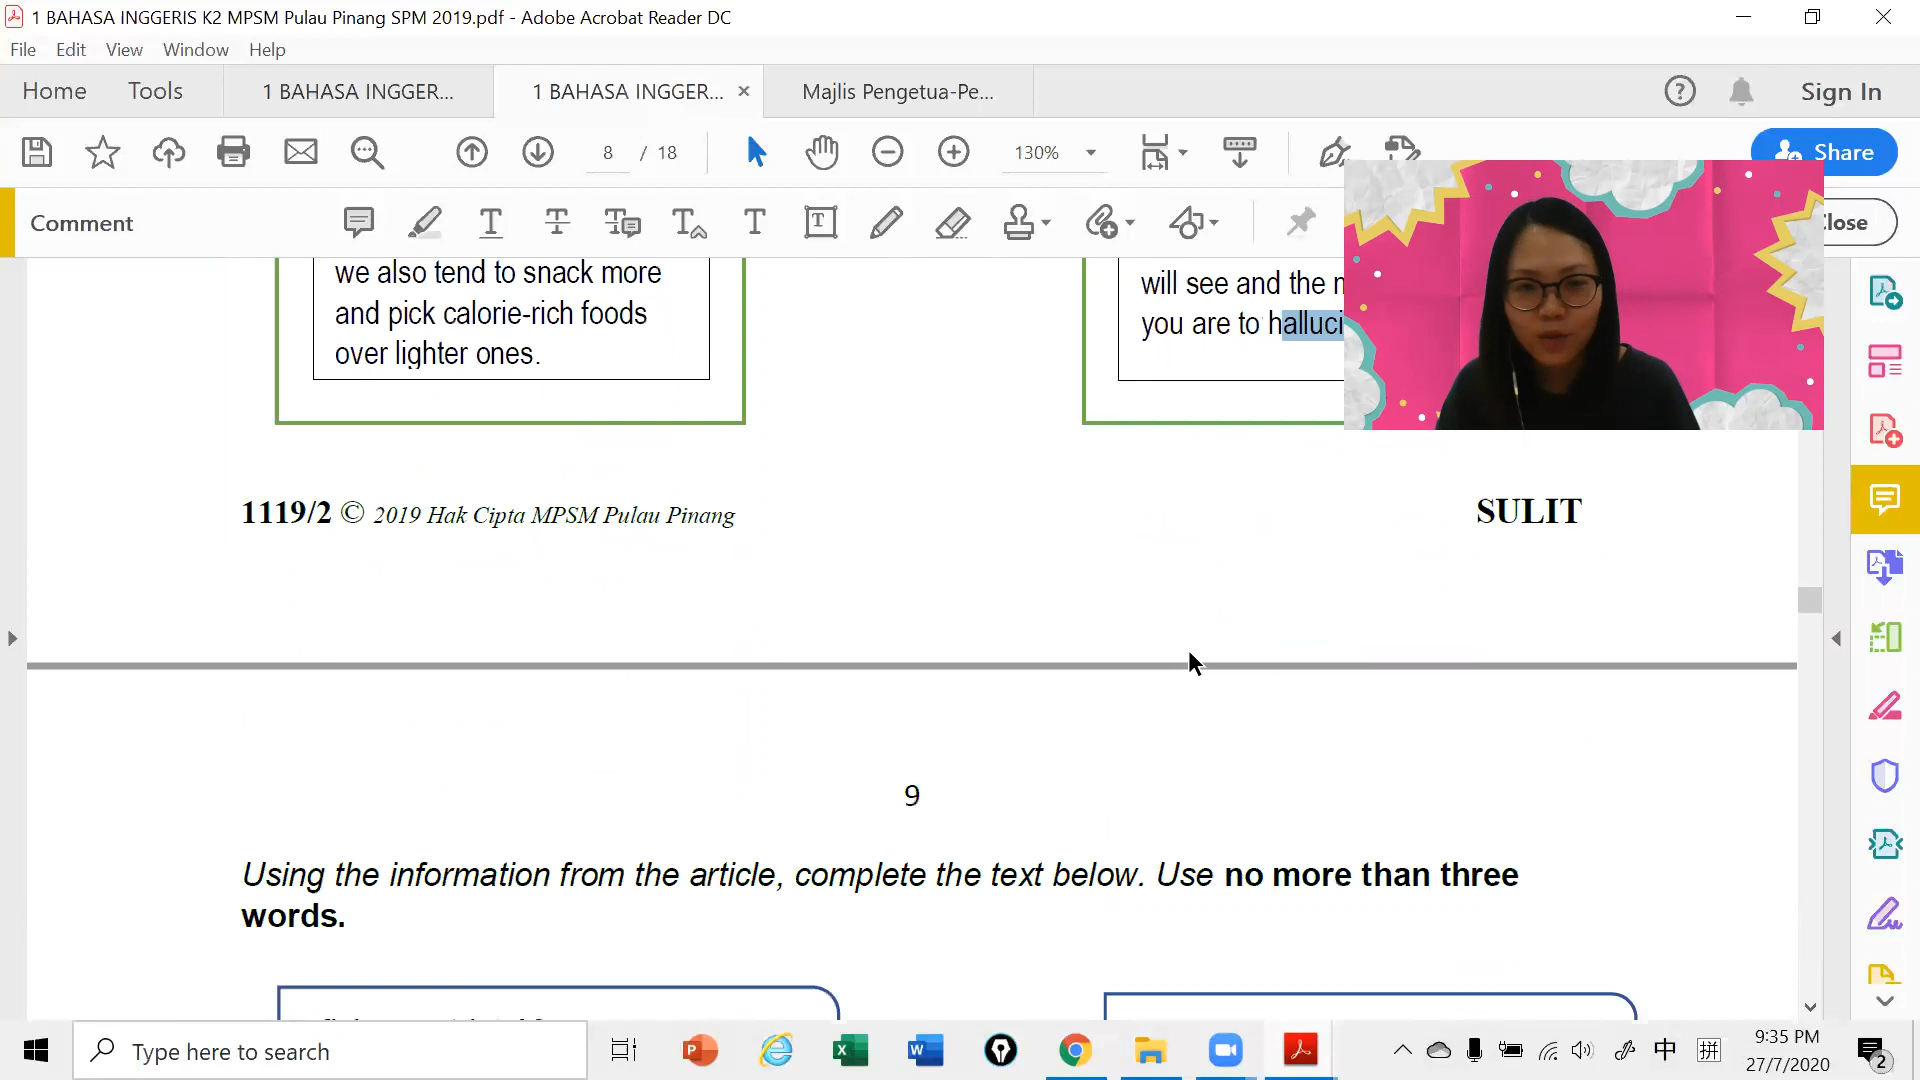 1 BAHASA INGGERIS K2 MPSM Pulau Pinang SPM 2019.pdf - Adobe Acrobat Reader DC
File Edit View Window Help
Home Tools 1 BAHASA INGGER... 1 BAHASA INGGER... Majlis Pengetua-Pe... Sign In
8 / 18 130% Share
Comment
we also tend to snack more
and pick calorie-rich foods
over lighter ones.
will see and the
you are to halluci
1119/2 © 2019 Hak Cipta MPSM Pulau Pinang SULIT
9
Using the information from the article, complete the text below. Use no more than three
words.
Type here to search
中 拼
9:35 PM
27/7/2020
2